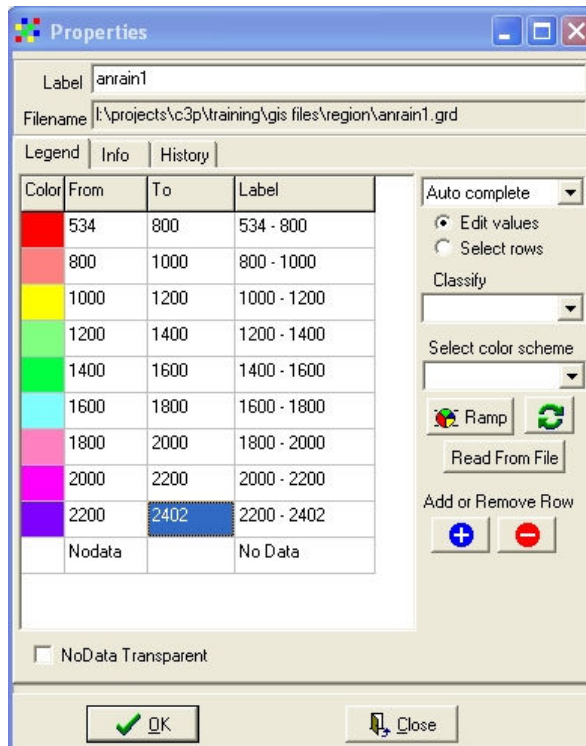 Properties
Label anrain1
Filename I:\projects\c3p\training\gis files\region\anrain1.grd
Legend Info History
Color From To Label
534 800 534 - 800
800 1000 800 - 1000
1000 1200 1000 - 1200
1200 1400 1200 - 1400
1400 1600 1400 - 1600
1600 1800 1600 - 1800
1800 2000 1800 - 2000
2000 2200 2000 - 2200
2200 2402 2200 - 2402
Nodata No Data
Auto complete
Edit values
Select rows
Classify
Select color scheme
Ramp
Read From File
Add or Remove Row
NoData Transparent
OK Close